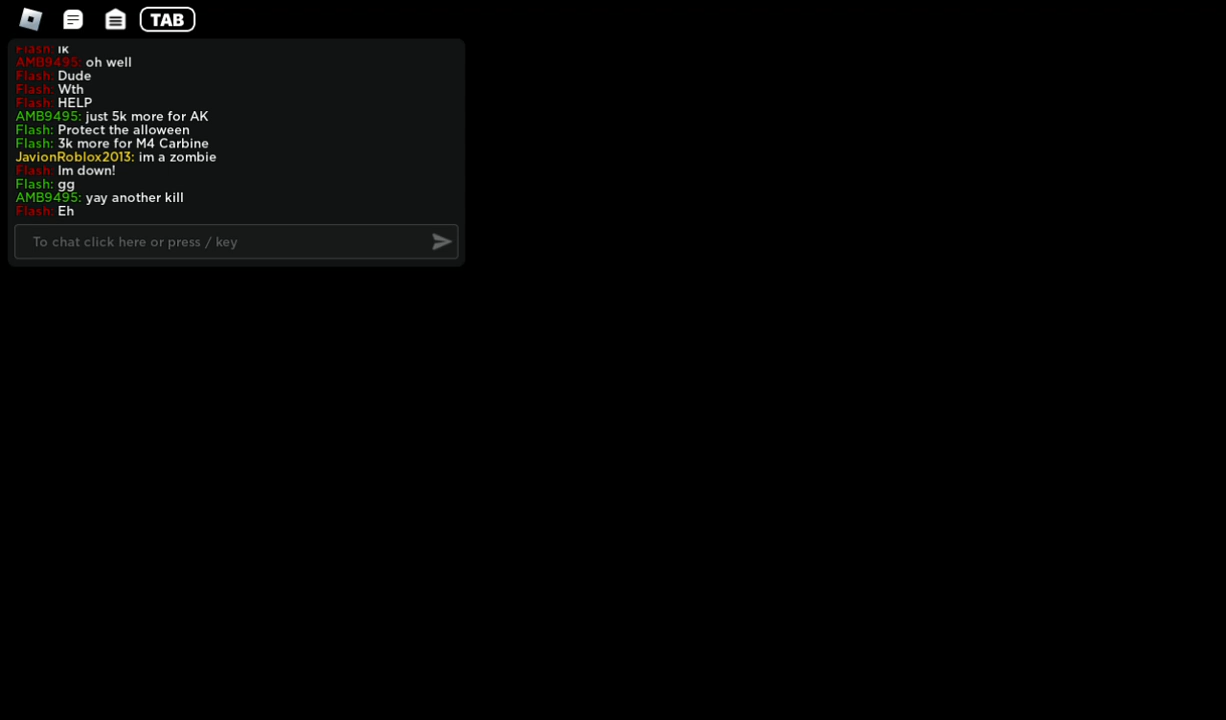 TAB
Flash: Ik
AMB9495: oh well
Flash: Dude
Flash: Wth
Flash: HELP
AMB9495: just 5k more for AK
Flash: Protect the alloween
Flash: 3k more for M4 Carbine
JavionRoblox2013: im a zombie
Flash: Im down!
Flash: gg
AMB9495: yay another kill
Flash: Eh
To chat click here or press / key